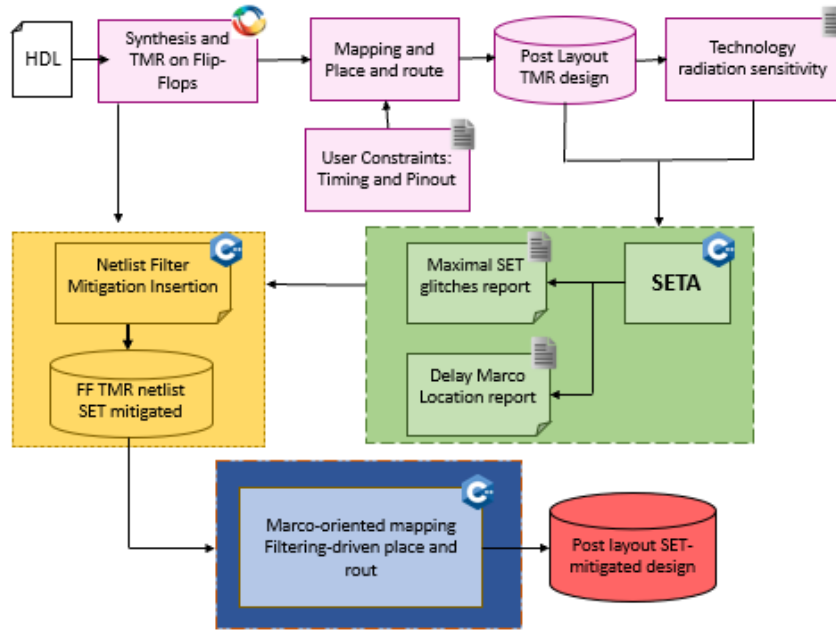 HDL
Synthesis and
TMR on Flip-
Flops
Mapping and
Place and route
Post Layout
TMR design
Technology
radiation sensitivity
User Constraints:
Timing and Pinout
Netlist Filter
Mitigation Insertion
FF TMR netlist
SET mitigated
Maximal SET
glitches report
SETA
Delay Marco
Location report
Marco-oriented mapping
Filtering-driven place and
rout
Post layout SET-
mitigated design
C++
C++
C++